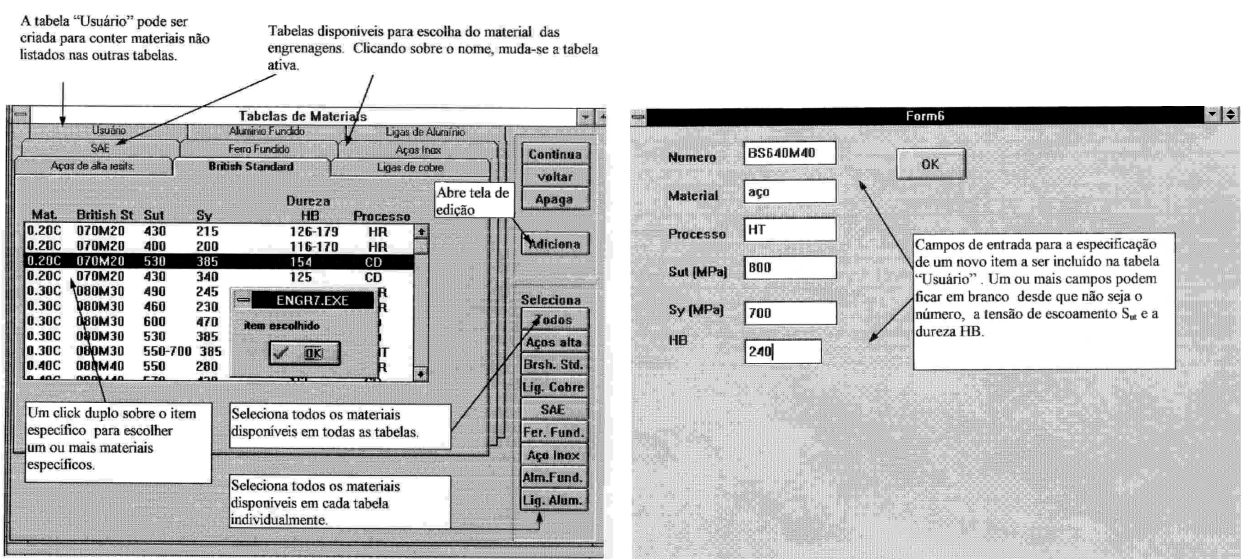 A tabela “Usuário” pode ser
criada para conter materiais não
listados nas outras tabelas.
Tabelas disponíveis para escolha do material das
engrenagens. Clicando sobre o nome, muda-se a tabela
ativa.
Tabelas de Materiais
Usuário Alumínio Fundido Ligas de Alumínio
SAE Ferro Fundido Aços Inox
Aços de alta resits. British Standard Ligas de cobre
Continua
voltar
Apaga
Abre tela de
edição
Adiciona
Dureza
Mat. British St Sut Sy HB Processo
0.20C 070M20 430 215 126-179 HR
0.20C 070M20 400 200 116-170 HR
0.20C 070M20 530 385 154 CD
0.20C 070M20 430 340 125 CD
0.30C 080M30 490 245 R
0.30C 080M30 460 230 R
0.30C 080M30 600 470
0.30C 080M30 530 385
0.30C 080M30 550-700 385 IT
0.40C 080M40 550 280
ENGR7.EXE
item escolhido
OK
Seleciona
Todos
Aços alta
Brsh. Std.
Lig. Cobre
SAE
Fer. Fund.
Aço Inox
Alm.Fund.
Lig. Alum.
Um click duplo sobre o item
especifico para escolher
um ou mais materiais
especificos.
Seleciona todos os materiais
disponíveis em todas as tabelas.
Seleciona todos os materiais
disponíveis em cada tabela
individualmente.
Form6
Numero BS640M40
OK
Material aço
Processo HT
Sut (MPa) 800
Sy (MPa) 700
HB 240
Campos de entrada para a especificação
de um novo item a ser incluído na tabela
“Usuário” . Um ou mais campos podem
ficar em branco desde que não seja o
número, a tensão de escoamento Sut e a
dureza HB.